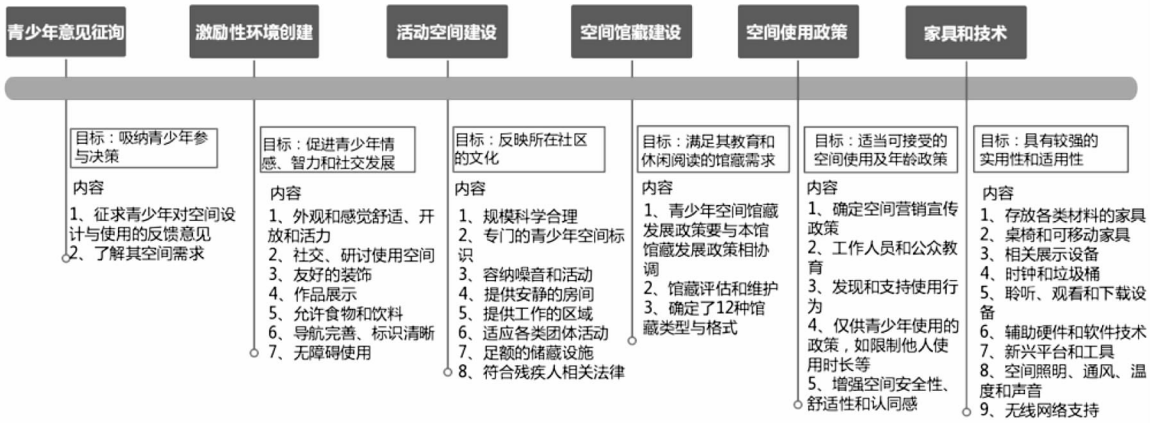 青少年意见征询
激励性环境创建
活动空间建设
空间馆藏建设
空间使用政策
家具和技术
目标：吸纳青少年参
与决策
内容
1、征求青少年对空间设
计与使用的反馈意见
2、了解其空间需求
目标：促进青少年情
感、智力和社交发展
内容
1、外观和感觉舒适、开
放和活力
2、社交、研讨使用空间
3、友好的装饰
4、作品展示
5、允许食物和饮料
6、导航完善、标识清晰
7、无障碍使用
目标：反映所在社区
的文化
内容
1、规模科学合理
2、专门的青少年空间标
识
3、容纳噪音和活动
4、提供安静的房间
5、提供工作的区域
6、适应各类团体活动
7、足额的储藏设施
8、符合残疾人相关法律
目标：满足其教育和
休闲阅读的馆藏需求
内容
1、青少年空间馆藏
发展政策要与本馆
馆藏发展政策相协
调
2、馆藏评估和维护
3、确定了12种馆
藏类型与格式
目标：适当可接受的
空间使用及年龄政策
内容
1、确定空间营销宣传
政策
2、工作人员和公众教
育
3、发现和支持使用行
为
4、仅供青少年使用的
政策，如限制他人使
用时长等
5、增强空间安全性、
舒适性和认同感
目标：具有较强的
实用性和适用性
内容
1、存放各类材料的家具
2、桌椅和可移动家具
3、相关展示设备
4、时钟和垃圾桶
5、聆听、观看和下载设
备
6、辅助硬件和软件技术
7、新兴平台和工具
8、空间照明、通风、温
度和声音
9、无线网络支持